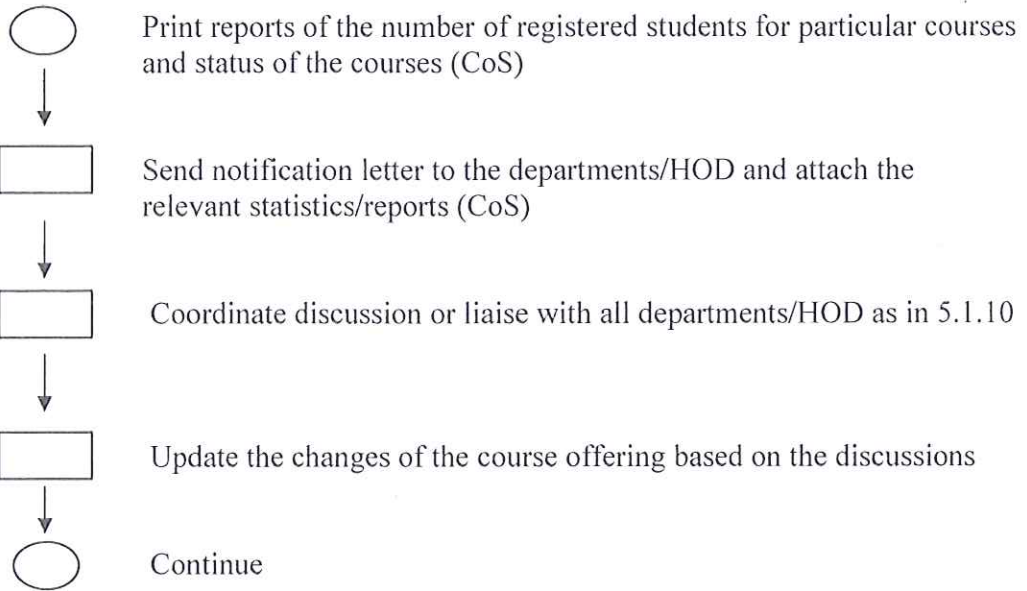 Print reports of the number of registered students for particular courses
and status of the courses (CoS)
Send notification letter to the departments/HOD and attach the
relevant statistics/reports (CoS)
Coordinate discussion or liaise with all departments/HOD as in 5.1.10
Update the changes of the course offering based on the discussions
Continue